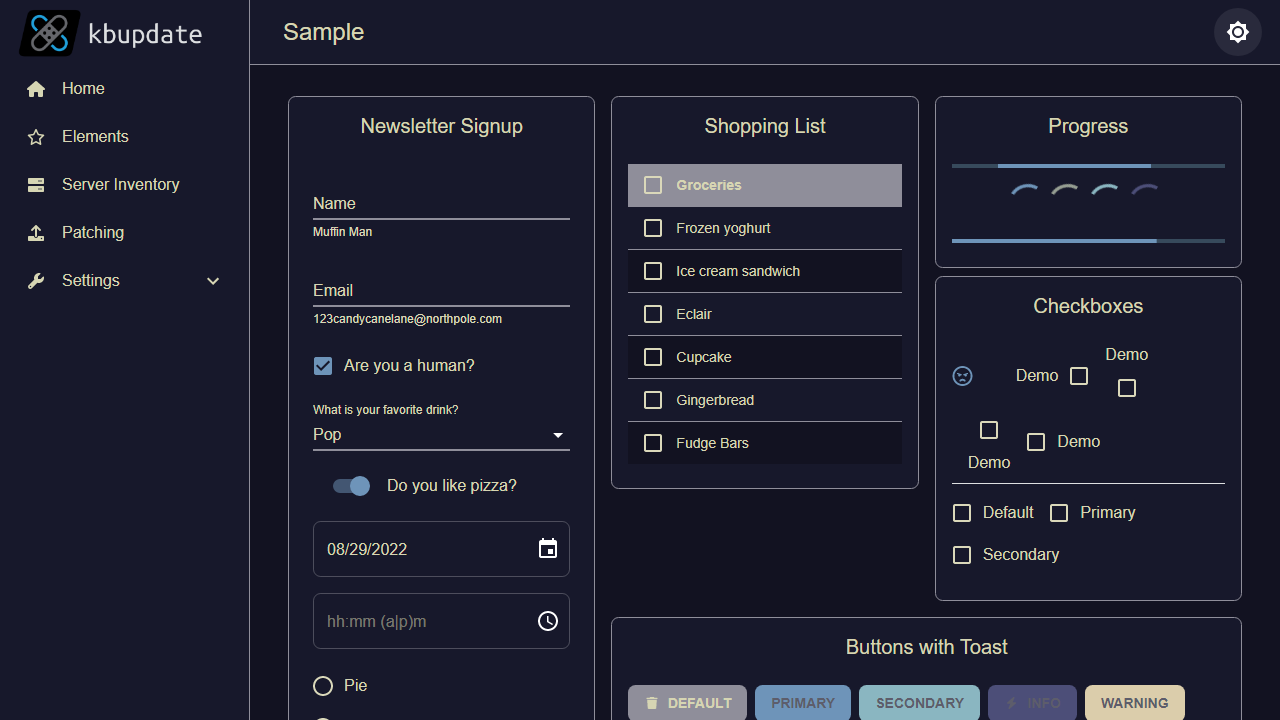 kbupdate
Sample
Home
Elements
Server Inventory
Patching
Settings
Newsletter Signup
Name
Muffin Man
Email
123candycanelane@northpole.com
Are you a human?
What is your favorite drink?
Pop
Do you like pizza?
08/29/2022
hh:mm (a|p)m
Pie
Shopping List
Groceries
Frozen yoghurt
Ice cream sandwich
Eclair
Cupcake
Gingerbread
Fudge Bars
Progress
Checkboxes
Demo
Demo
Demo
Demo
Default
Primary
Secondary
Buttons with Toast
DEFAULT
PRIMARY
SECONDARY
INFO
WARNING